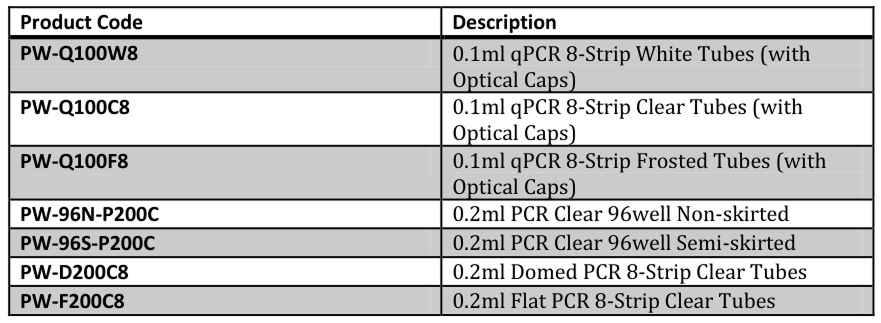 Product Code Description
PW-Q100W8 0.1ml qPCR 8-Strip White Tubes (with
Optical Caps)
PW-Q100C8 0.1ml qPCR 8-Strip Clear Tubes (with
Optical Caps)
PW-Q100F8 0.1ml qPCR 8-Strip Frosted Tubes (with
Optical Caps)
PW-96N-P200C 0.2ml PCR Clear 96well Non-skirted
PW-96S-P200C 0.2ml PCR Clear 96well Semi-skirted
PW-D200C8 0.2ml Domed PCR 8-Strip Clear Tubes
PW-F200C8 0.2ml Flat PCR 8-Strip Clear Tubes